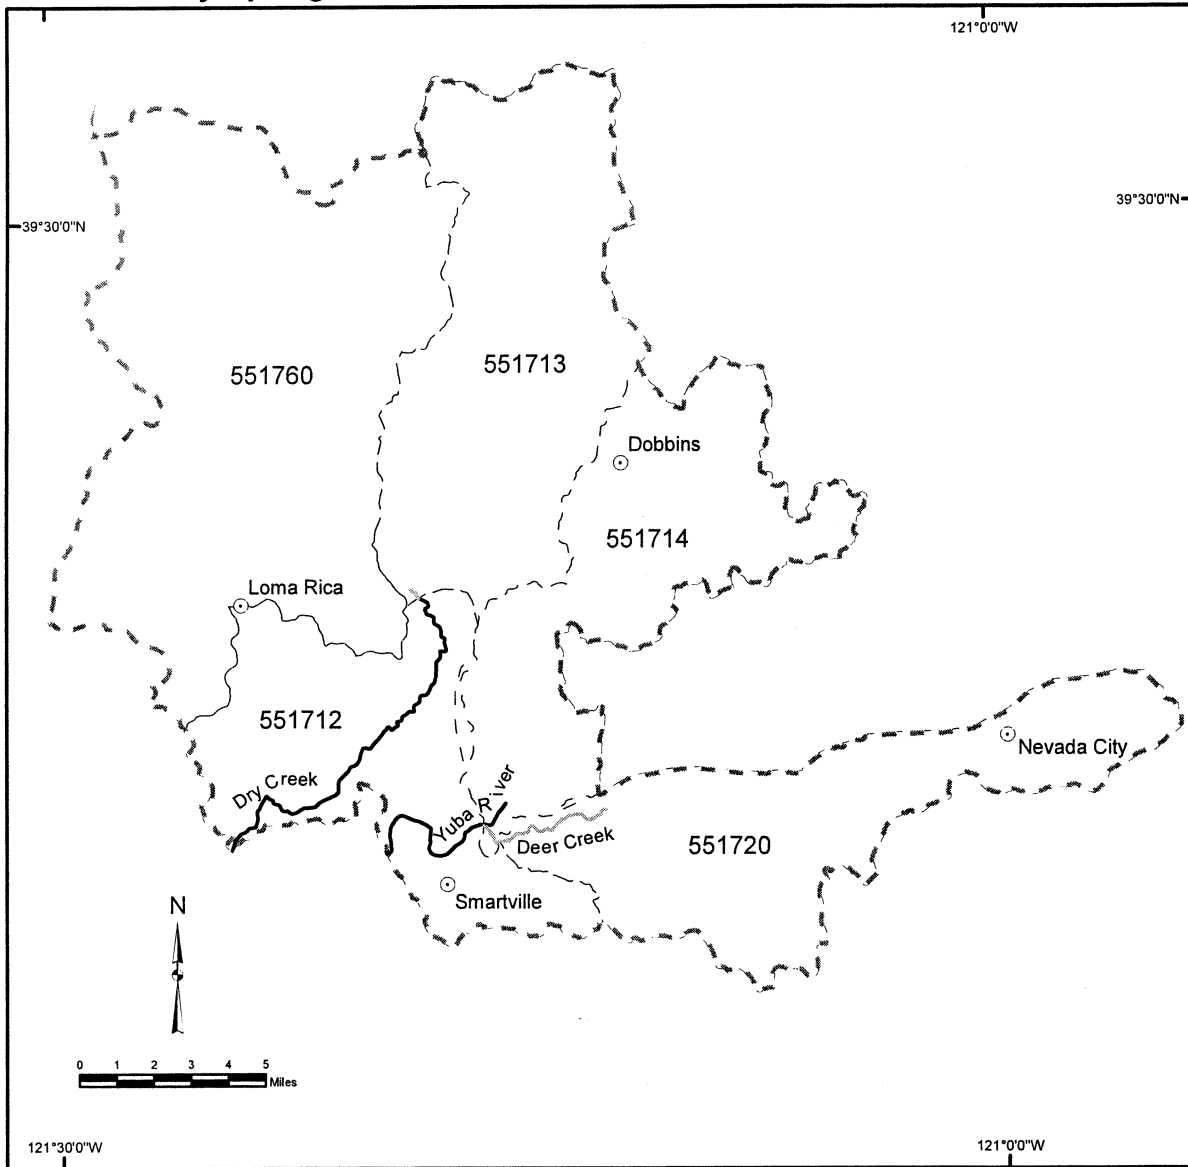 121°0'0"W
39°30'0"N
39°30'0"N
551760
551713
Dobbins
551714
Loma Rica
551712
Nevada City
Dry Creek
Yuba River
Deer Creek
551720
Smartville
N
0 1 2 3 4 5
Miles
121°30'0"W
121°0'0"W